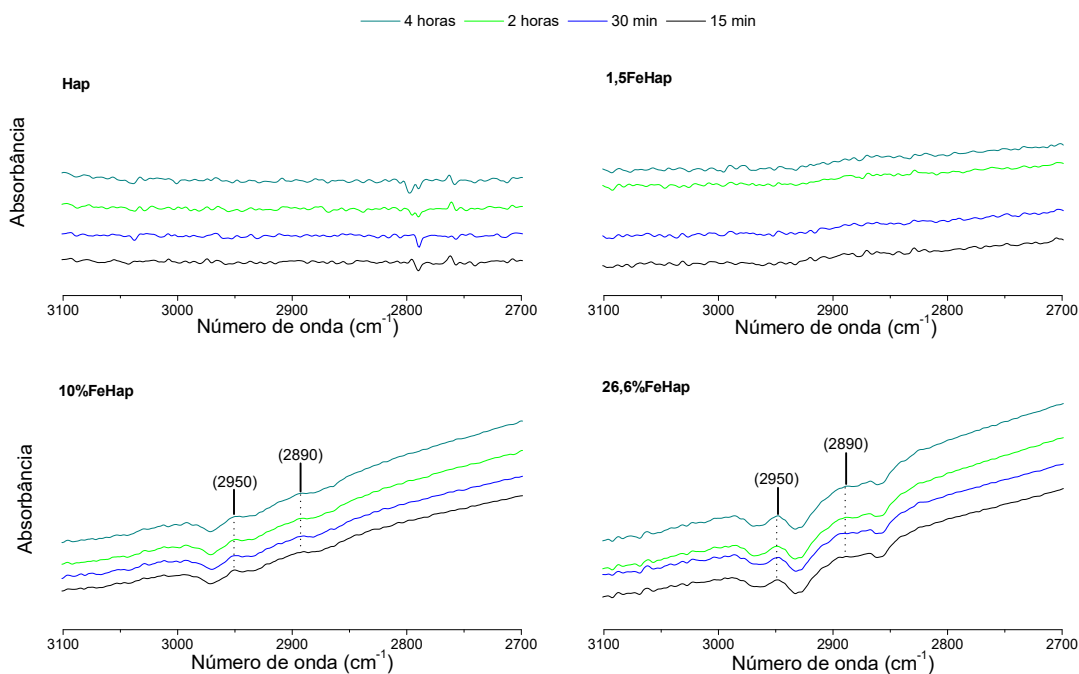 4 horas 2 horas 30 min 15 min
Hap
Absorbância
3100 3000 2900 2800 2700
Número de onda (cm⁻¹)
1,5FeHap
3100 3000 2900 2800 2700
Número de onda (cm⁻¹)
10%FeHap
Absorbância
(2950)
(2890)
3100 3000 2900 2800 2700
Número de onda (cm⁻¹)
26,6%FeHap
(2950)
(2890)
3100 3000 2900 2800 2700
Número de onda (cm⁻¹)